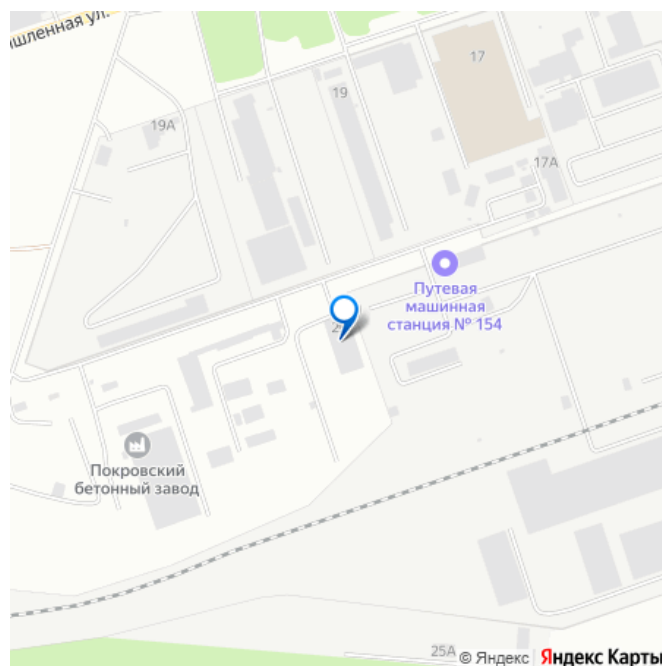 шленная ул.
17
19
19А
17А
Путевая
машинная
станция № 154
Покровский
бетонный завод
25А
© Яндекс Яндекс Карты